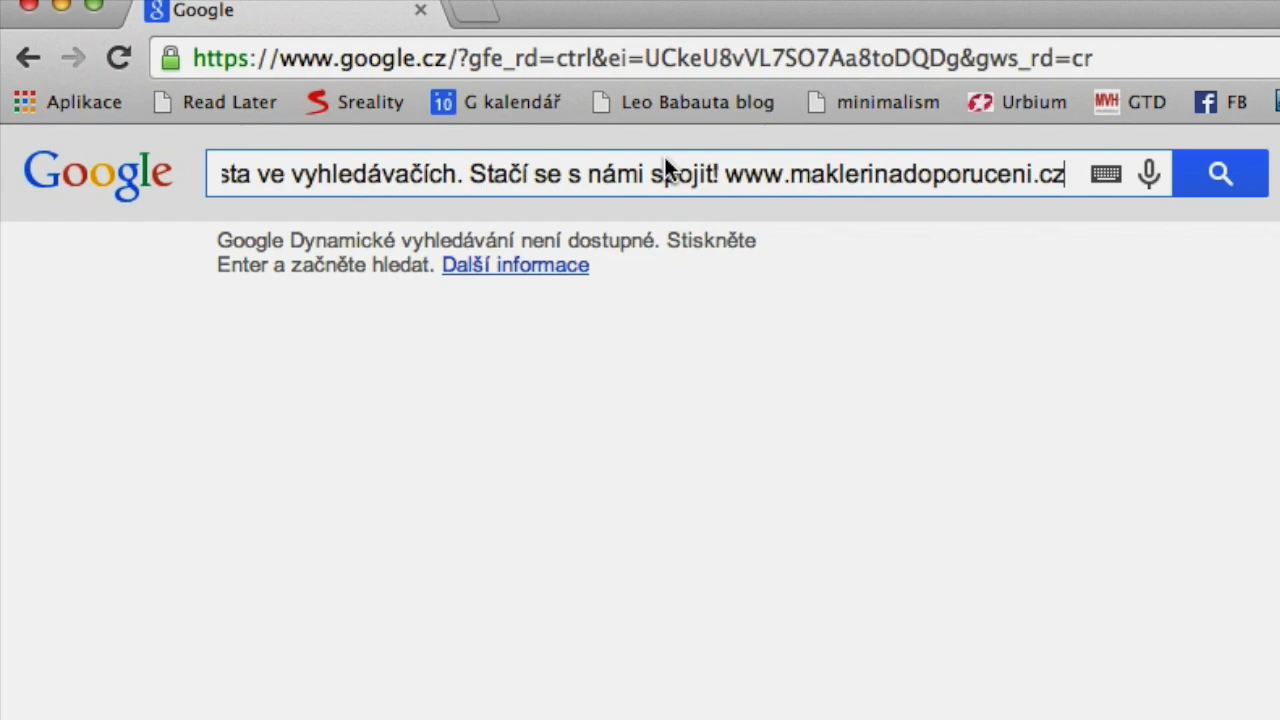 Google
https://www.google.cz/?gfe_rd=ctrl&ei=UCkeU8vVL7SO7Aa8toDQDg&gws_rd=cr
Aplikace Read Later Sreality 10 G kalendář Leo Babauta blog minimalism Urbium MVH GTD FB
Google sta ve vyhledávačích. Stačí se s námi spojit! www.maklerinadoporuceni.cz
Google Dynamické vyhledávání není dostupné. Stiskněte
Enter a začněte hledat. Další informace